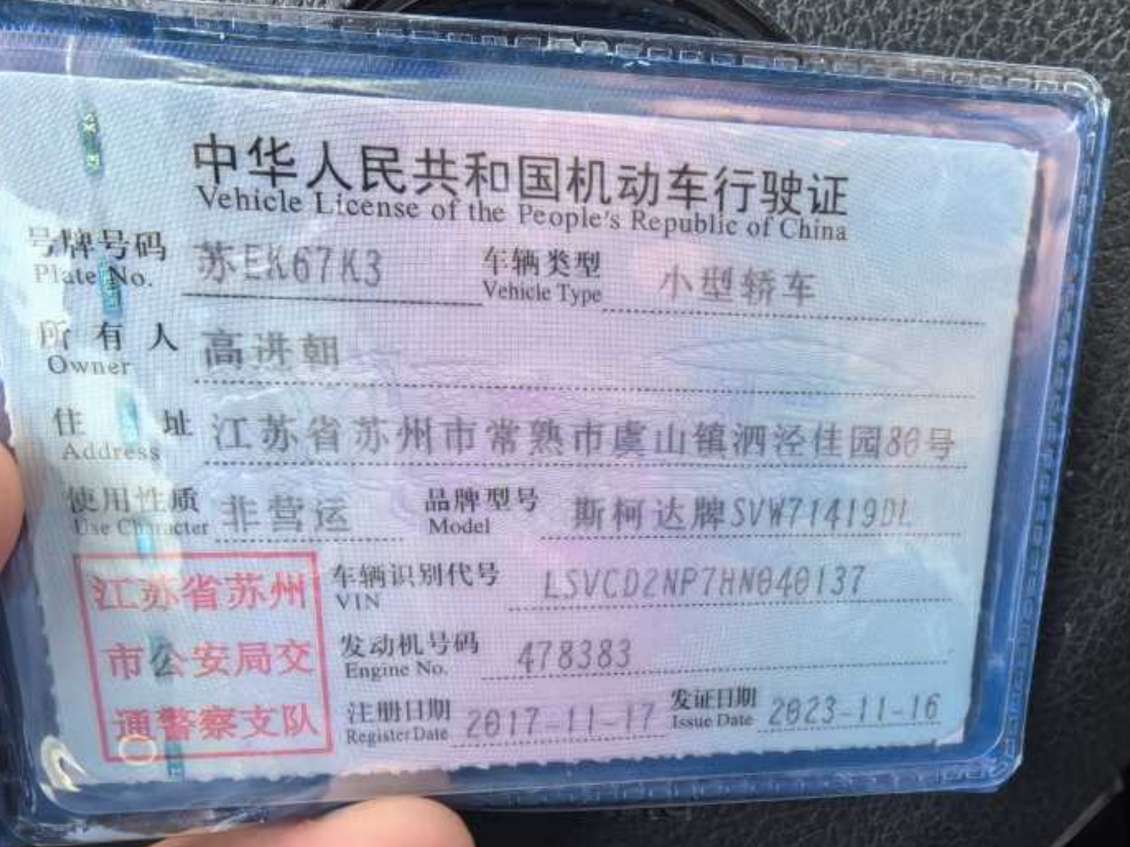 中华人民共和国机动车行驶证
Vehicle License of the People's Republic of China
号牌号码 苏EK67K3 车辆类型 小型轿车
Plate No. Vehicle Type
所有人 高进朝
Owner
住址 江苏省苏州市常熟市虞山镇泗泾佳园80号
Address
使用性质 非营运 品牌型号 斯柯达牌SVW71419DL
Use Character Model
江苏省苏州
市公安局交
通警察支队
车辆识别代号 LSVCD2NP7HN040137
VIN
发动机号码 478383
Engine No.
注册日期 2017-11-17 发证日期 2023-11-16
Register Date Issue Date